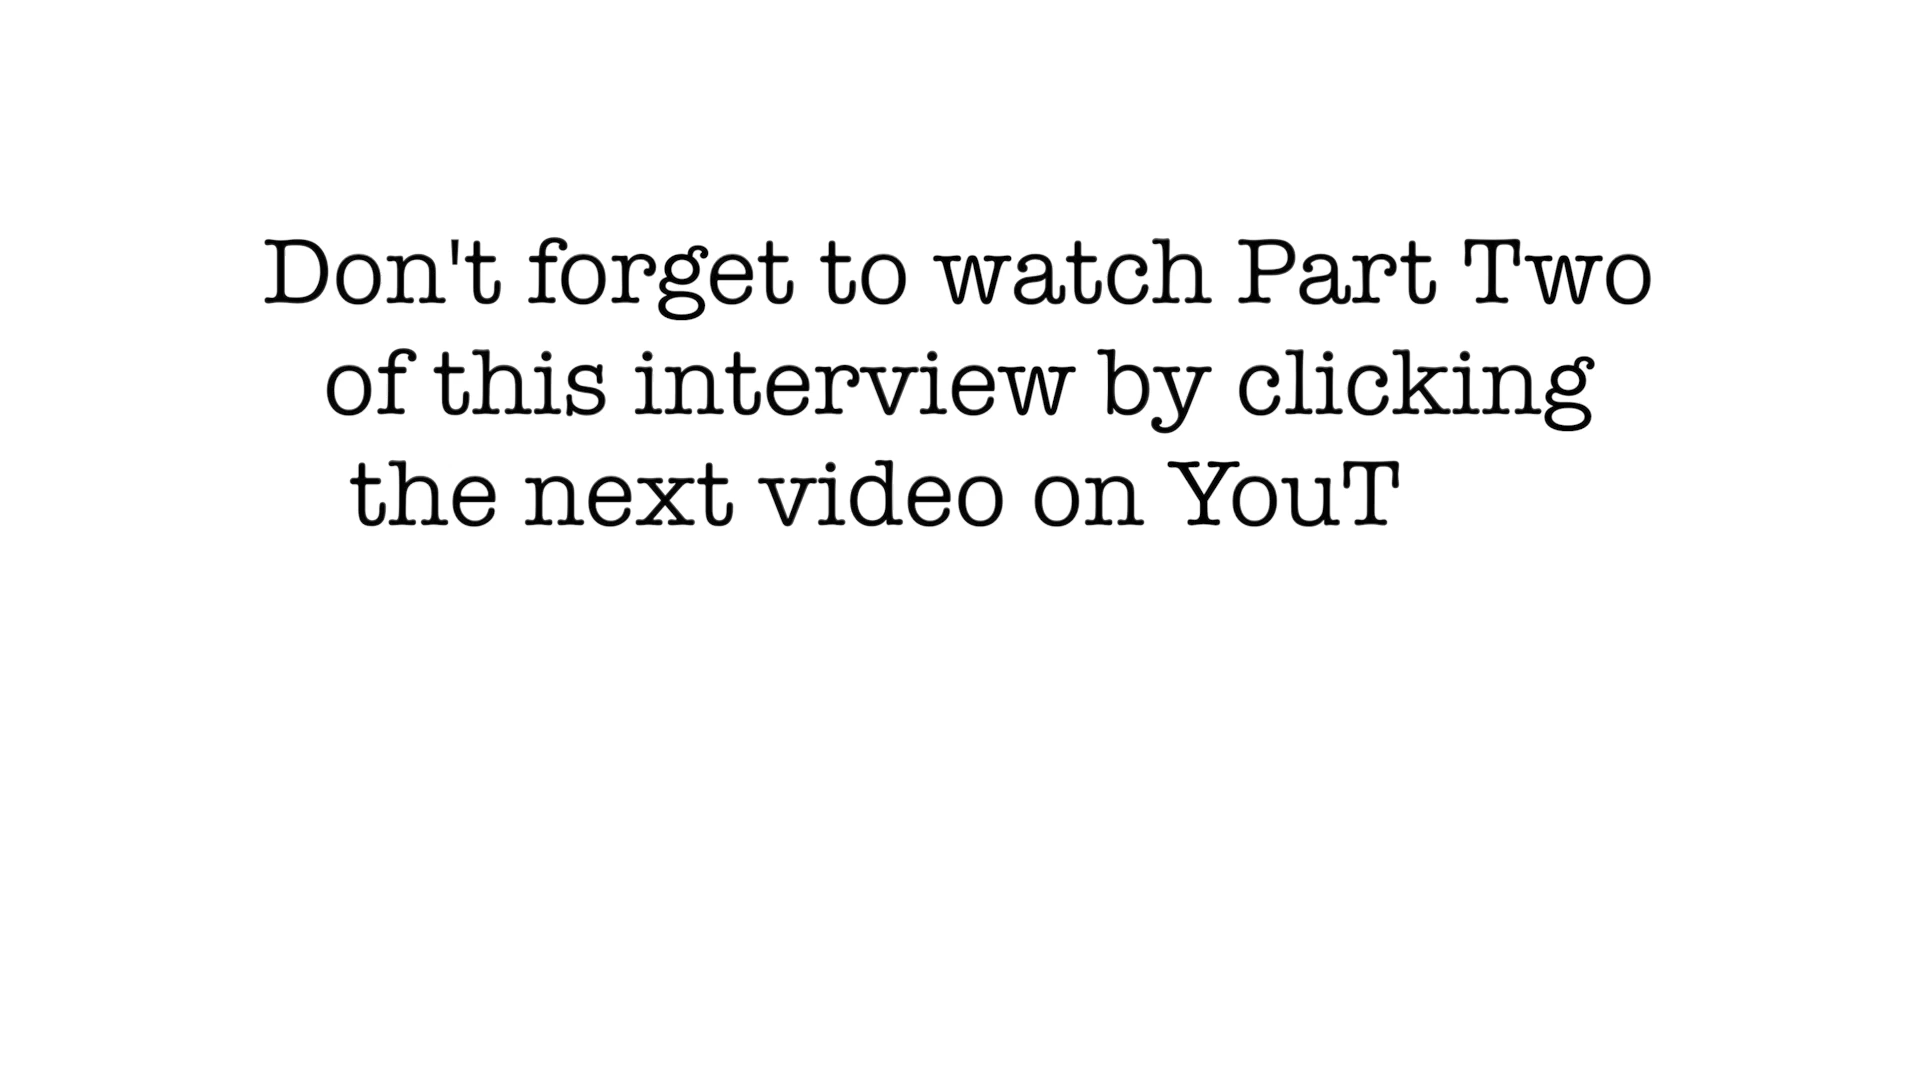 Don't forget to watch Part Two
of this interview by clicking
the next video on YouT